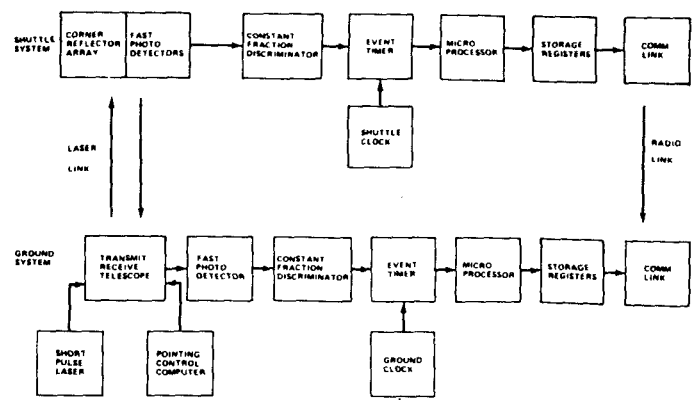 SHUTTLE
SYSTEM
CORNER
REFLECTOR
ARRAY
FAST
PHOTO
DETECTORS
CONSTANT
FRACTION
DISCRIMINATOR
EVENT
TIMER
MICRO
PROCESSOR
STORAGE
REGISTERS
COMM
LINK
SHUTTLE
CLOCK
LASER
LINK
RADIO
LINK
GROUND
SYSTEM
TRANSMIT
RECEIVE
TELESCOPE
FAST
PHOTO
DETECTOR
CONSTANT
FRACTION
DISCRIMINATOR
EVENT
TIMER
MICRO
PROCESSOR
STORAGE
REGISTERS
COMM
LINK
SHORT
PULSE
LASER
POINTING
CONTROL
COMPUTER
GROUND
CLOCK